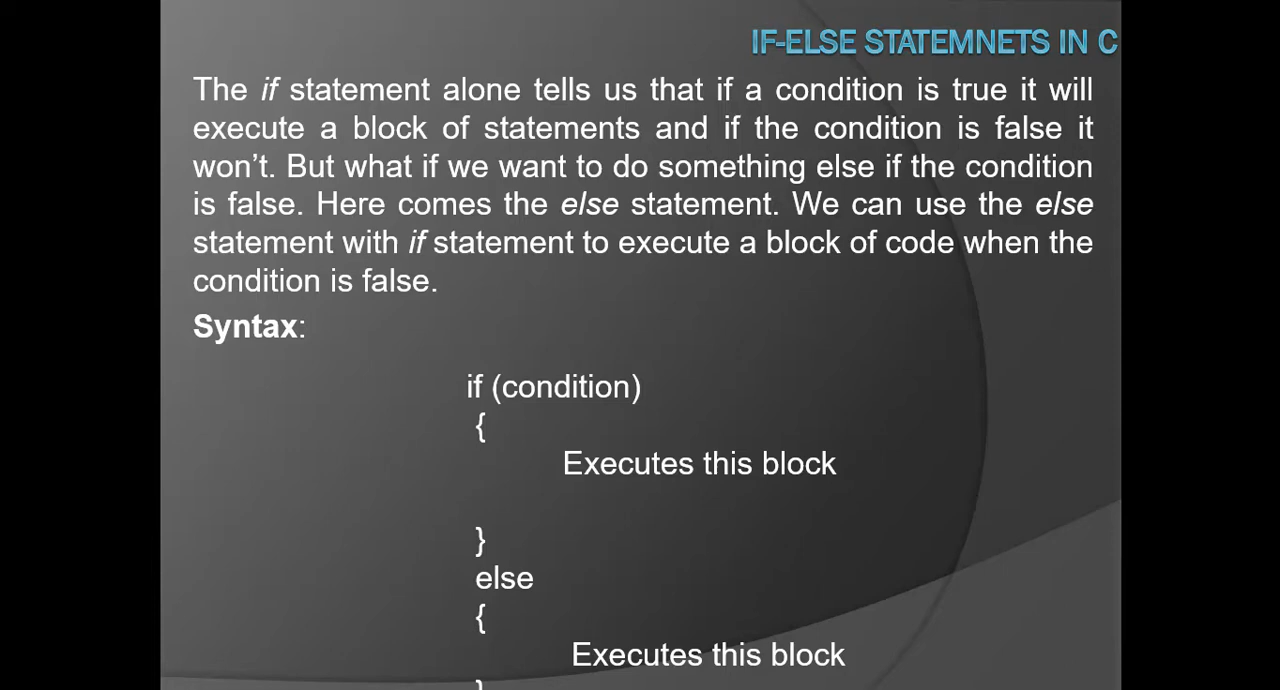 IF-ELSE STATEMNETS IN C
The if statement alone tells us that if a condition is true it will
execute a block of statements and if the condition is false it
won’t. But what if we want to do something else if the condition
is false. Here comes the else statement. We can use the else
statement with if statement to execute a block of code when the
condition is false.
Syntax:
if (condition)
{
Executes this block
}
else
{
Executes this block
}